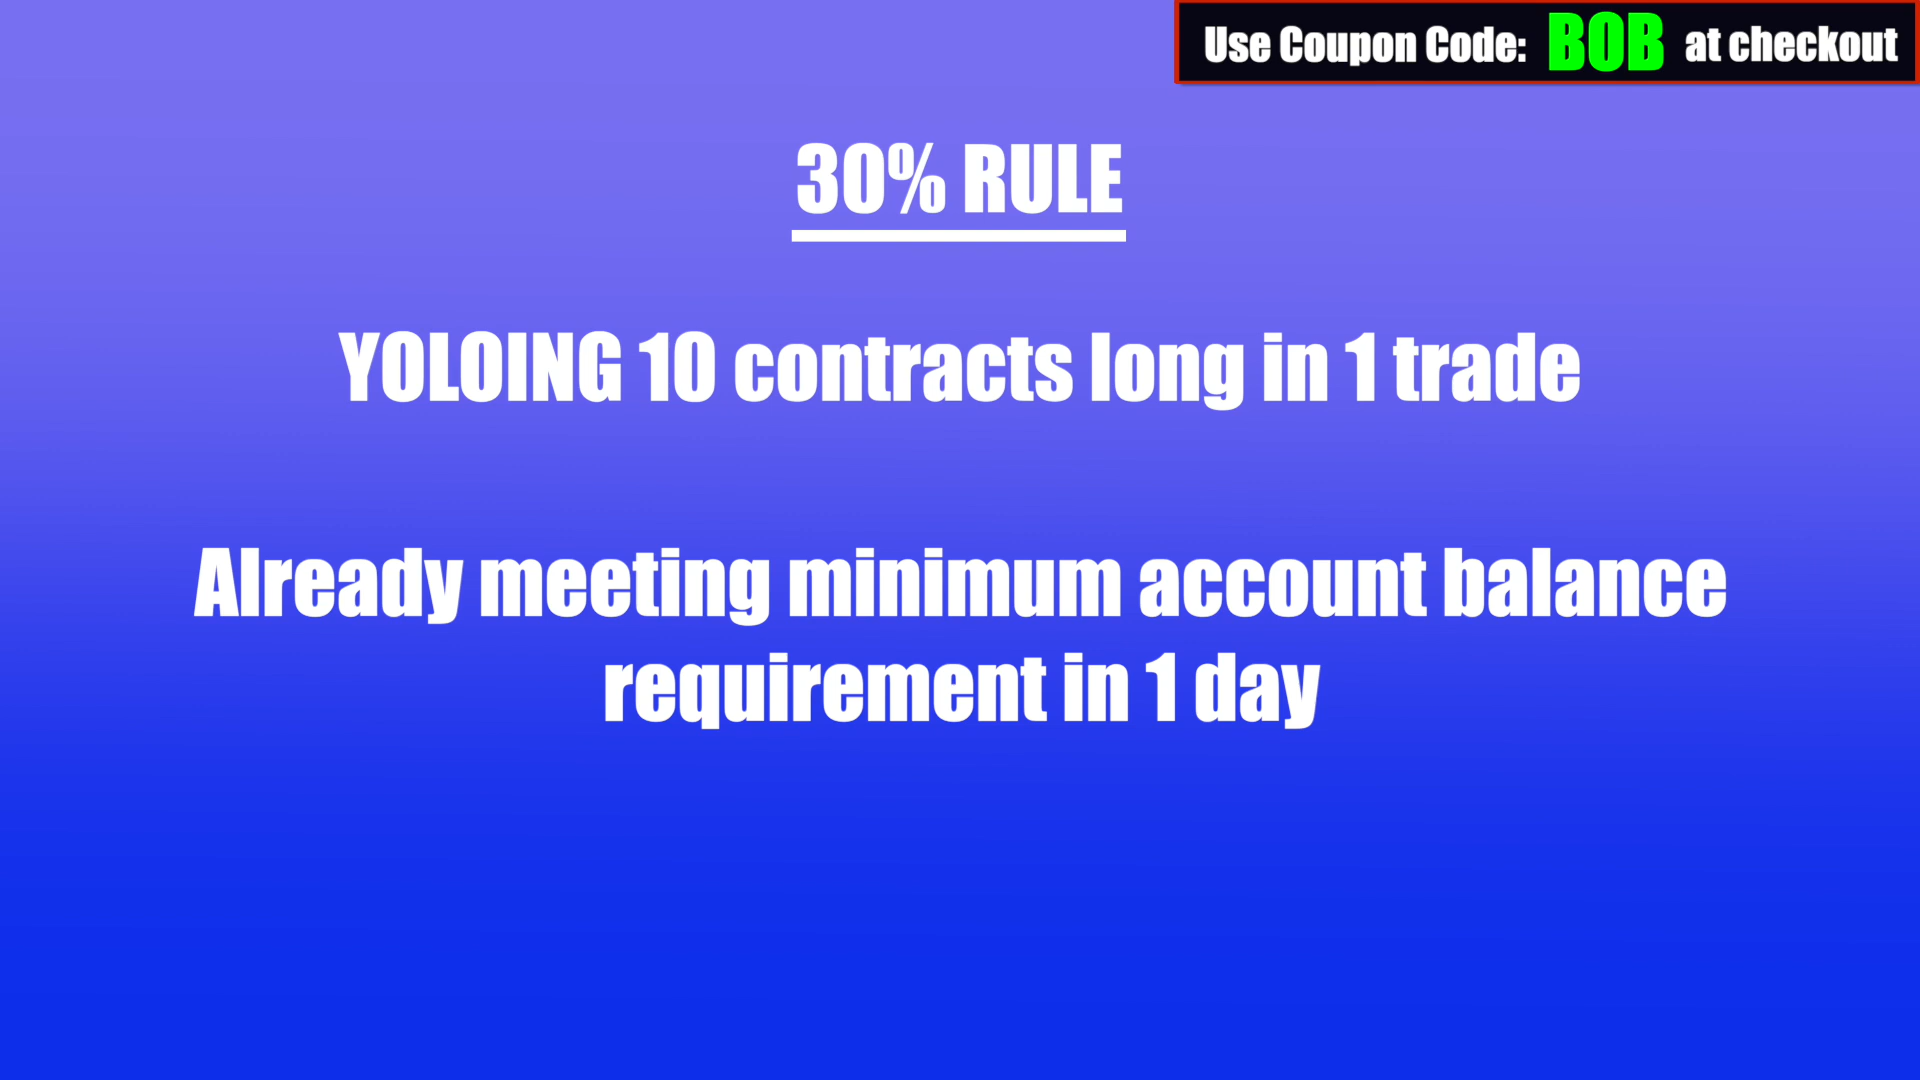 Use Coupon Code: BOB at checkout
30% RULE
YOLOING 10 contracts long in 1 trade
Already meeting minimum account balance
requirement in 1 day